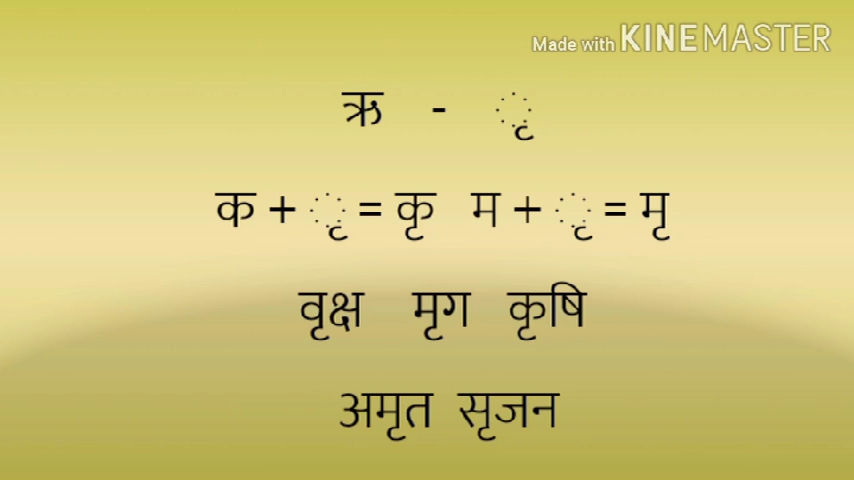 Made with KINEMASTER
ऋ - ृ
क + ृ = कृ म + ृ = मृ
वृक्ष मृग कृषि
अमृत सृजन